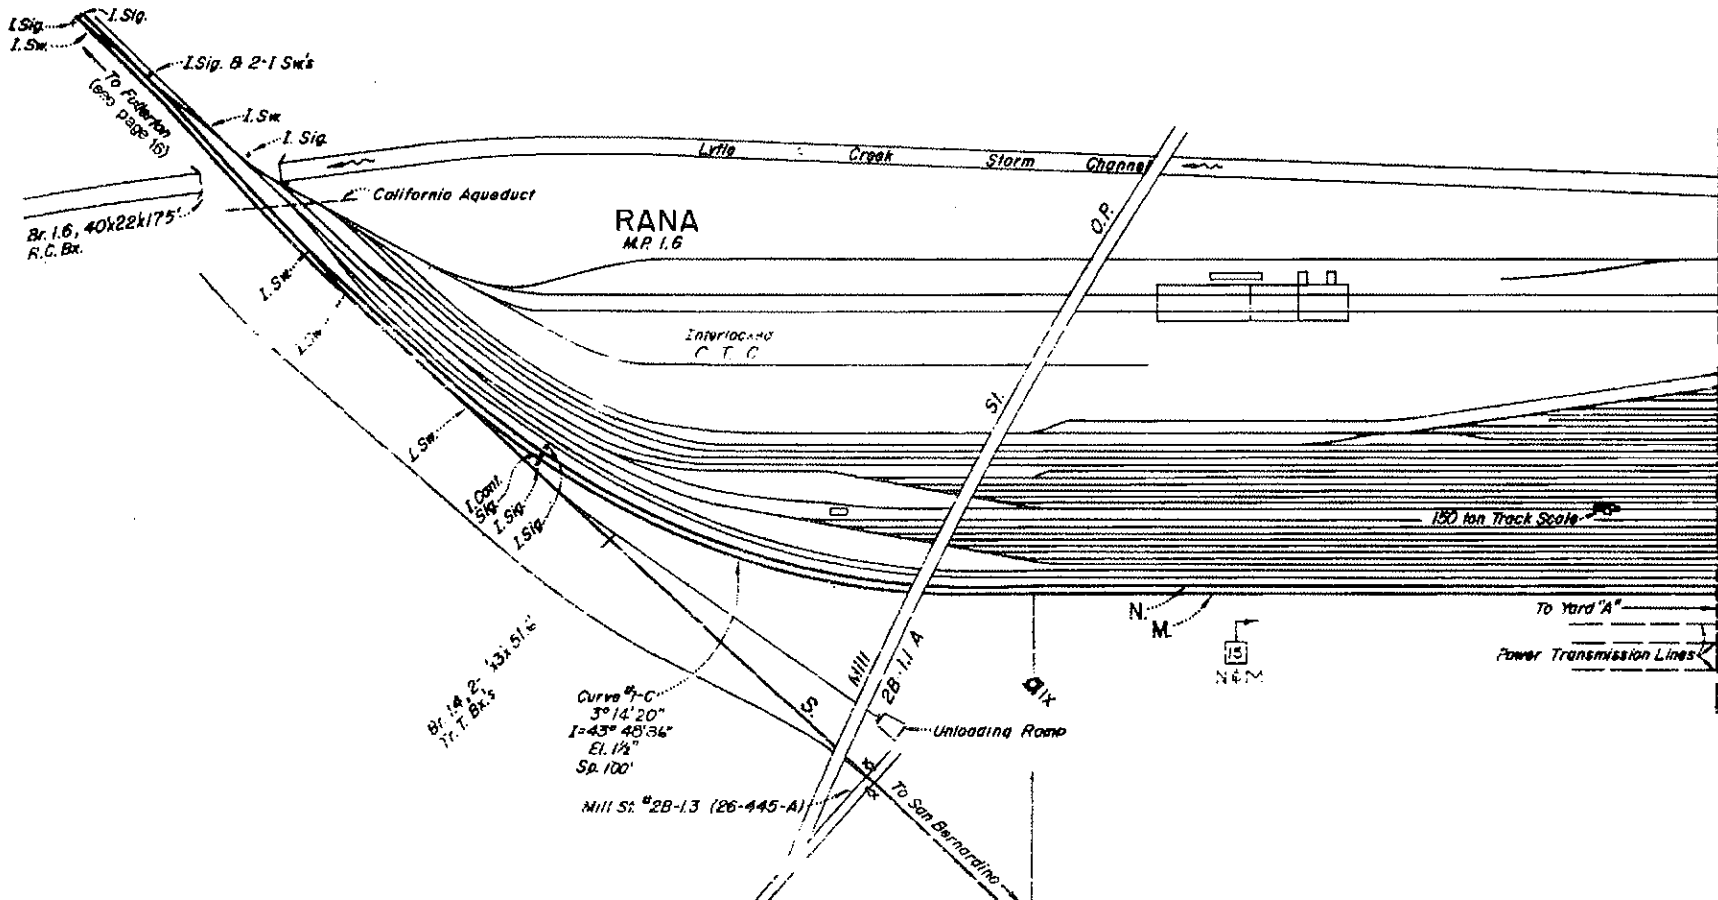 I. Sig.
I. Sig.
I. Sw.
I. Sig. & 2-I Sw's
To Fullerton
(see page 16)
I. Sw.
I. Sig.
Lytle Creek Storm Channel
California Aqueduct
Br. 1.6, 40'x22'x175'
R.C. Bx.
RANA
M.P. 1.6
O.P.
I. Sw.
Interlocked
C. T. C.
St.
I. Sw.
I. Cont.
Sig.
I. Sig.
I. Sig.
150 ton Track Scale
N.
M.
To Yard "A"
Power Transmission Lines
15
N&M
Mill
2B-1.1 A
IX
Br. 1.4, 2-
Tr. T. Bx.'s
Curve #1-C
3° 14' 20"
I=43° 48' 36"
El. 1½"
Sp. 100'
S.
Unloading Ramp
Mill St. #2B-1.3 (26-445-A)
To San Bernardino